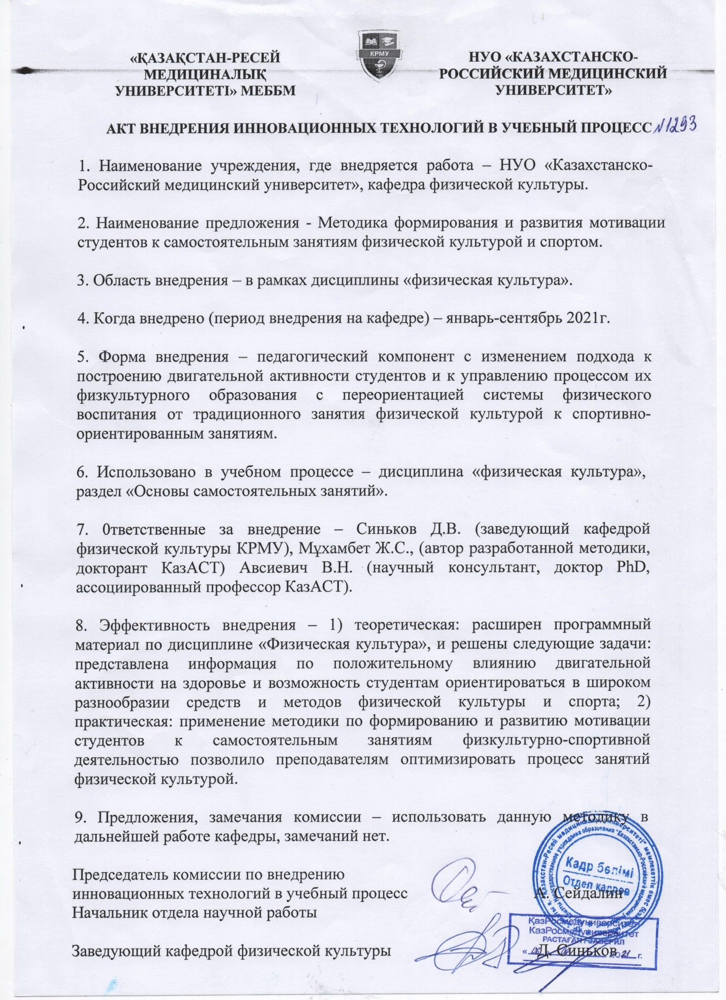 «ҚАЗАҚСТАН-РЕСЕЙ
МЕДИЦИНАЛЫҚ
УНИВЕРСИТЕТІ» МЕББМ
КРМУ
НУО «КАЗАХСТАНСКО-
РОССИЙСКИЙ МЕДИЦИНСКИЙ
УНИВЕРСИТЕТ»
АКТ ВНЕДРЕНИЯ ИННОВАЦИОННЫХ ТЕХНОЛОГИЙ В УЧЕБНЫЙ ПРОЦЕСС №1293
1. Наименование учреждения, где внедряется работа – НУО «Казахстанско-
Российский медицинский университет», кафедра физической культуры.
2. Наименование предложения - Методика формирования и развития мотивации
студентов к самостоятельным занятиям физической культурой и спортом.
3. Область внедрения – в рамках дисциплины «физическая культура».
4. Когда внедрено (период внедрения на кафедре) – январь-сентябрь 2021г.
5. Форма внедрения – педагогический компонент с изменением подхода к
построению двигательной активности студентов и к управлению процессом их
физкультурного образования с переориентацией системы физического
воспитания от традиционного занятия физической культурой к спортивно-
ориентированным занятиям.
6. Использовано в учебном процессе – дисциплина «физическая культура»,
раздел «Основы самостоятельных занятий».
7. 0тветственные за внедрение – Синьков Д.В. (заведующий кафедрой
физической культуры КРМУ), Мұхамбет Ж.С., (автор разработанной методики,
докторант КазАСТ) Авсиевич В.Н. (научный консультант, доктор PhD,
ассоциированный профессор КазАСТ).
8. Эффективность внедрения – 1) теоретическая: расширен программный
материал по дисциплине «Физическая культура», и решены следующие задачи:
представлена информация по положительному влиянию двигательной
активности на здоровье и возможность студентам ориентироваться в широком
разнообразии средств и методов физической культуры и спорта; 2)
практическая: применение методики по формированию и развитию мотивации
студентов к самостоятельным занятиям физкультурно-спортивной
деятельностью позволило преподавателям оптимизировать процесс занятий
физической культурой.
9. Предложения, замечания комиссии – использовать данную методику в
дальнейшей работе кафедры, замечаний нет.
Кадр бөлімі
Отдел кадров
Председатель комиссии по внедрению
инновационных технологий в учебный процесс А. Сейдалин
Начальник отдела научной работы
ҚазРосмедуниверситеті
КазРосмедуниверситет
РАСТАҒАН / ЗАВЕРИЛ
Заведующий кафедрой физической культуры Д. Синьков
2021 г.